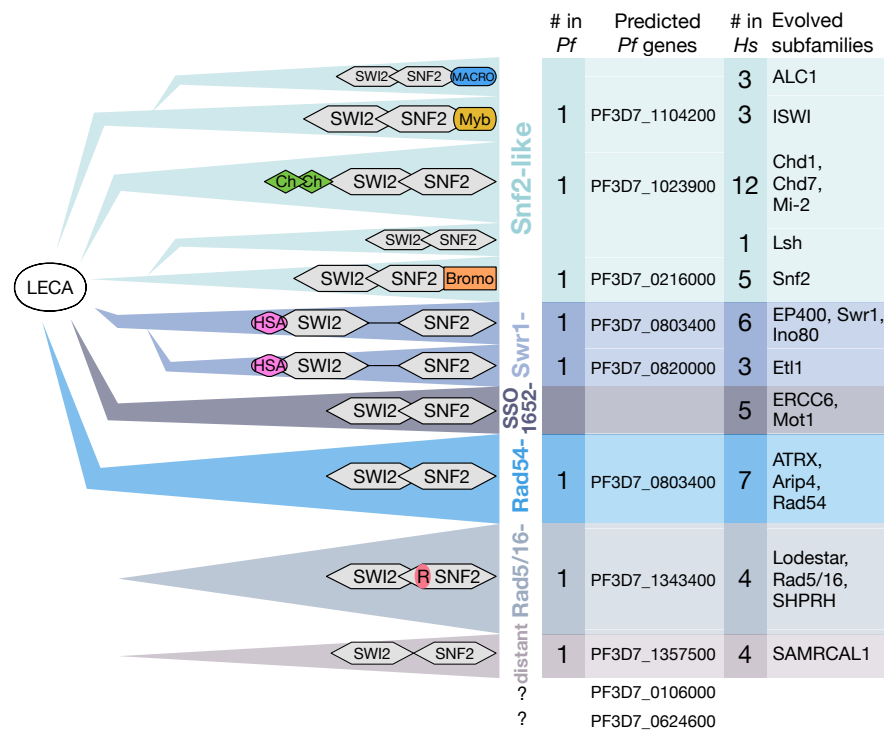 # in Predicted # in Evolved
Pf Pf genes Hs subfamilies
SWI2 SNF2 MACRO 3 ALC1
SWI2 SNF2 Myb 1 PF3D7_1104200 3 ISWI
Ch Ch SWI2 SNF2 1 PF3D7_1023900 12 Chd1,
Chd7,
Mi-2
Snf2-like
SWI2 SNF2 1 Lsh
SWI2 SNF2 Bromo 1 PF3D7_0216000 5 Snf2
LECA
HSA SWI2 SNF2 1 PF3D7_0803400 6 EP400, Swr1,
Ino80
Swr1-
HSA SWI2 SNF2 1 PF3D7_0820000 3 Etl1
SWI2 SNF2 SSO 5 ERCC6,
1652- Mot1
SWI2 SNF2 Rad54- 1 PF3D7_0803400 7 ATRX,
Arip4,
Rad54
SWI2 R SNF2 Rad5/16- 1 PF3D7_1343400 4 Lodestar,
Rad5/16,
SHPRH
SWI2 SNF2 distant 1 PF3D7_1357500 4 SAMRCAL1
? PF3D7_0106000
? PF3D7_0624600